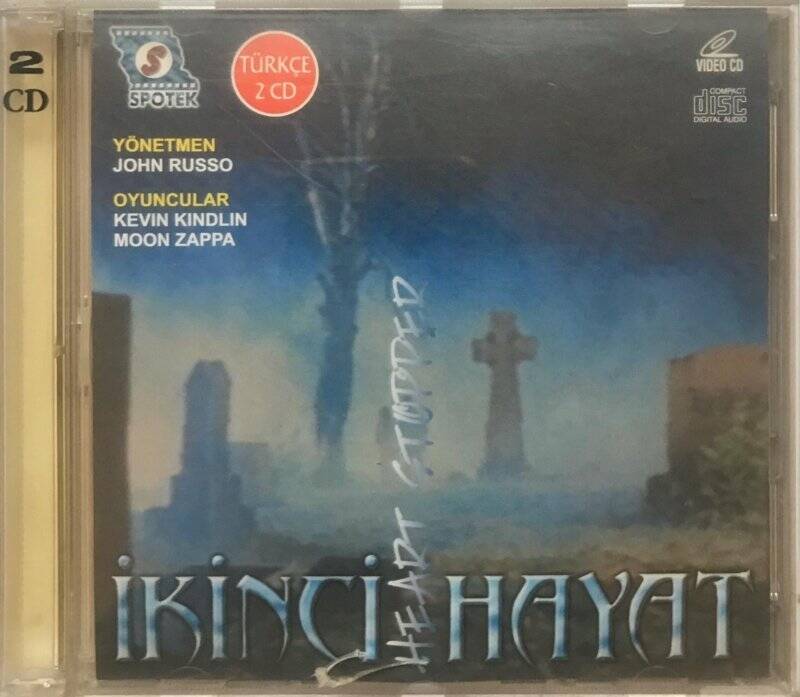 2
CD
SPOTEK
TÜRKÇE
2 CD
VIDEO CD
COMPACT
disc
DIGITAL AUDIO
YÖNETMEN
JOHN RUSSO
OYUNCULAR
KEVIN KINDLIN
MOON ZAPPA
HEART STOPPED
İKİNCİ HAYAT